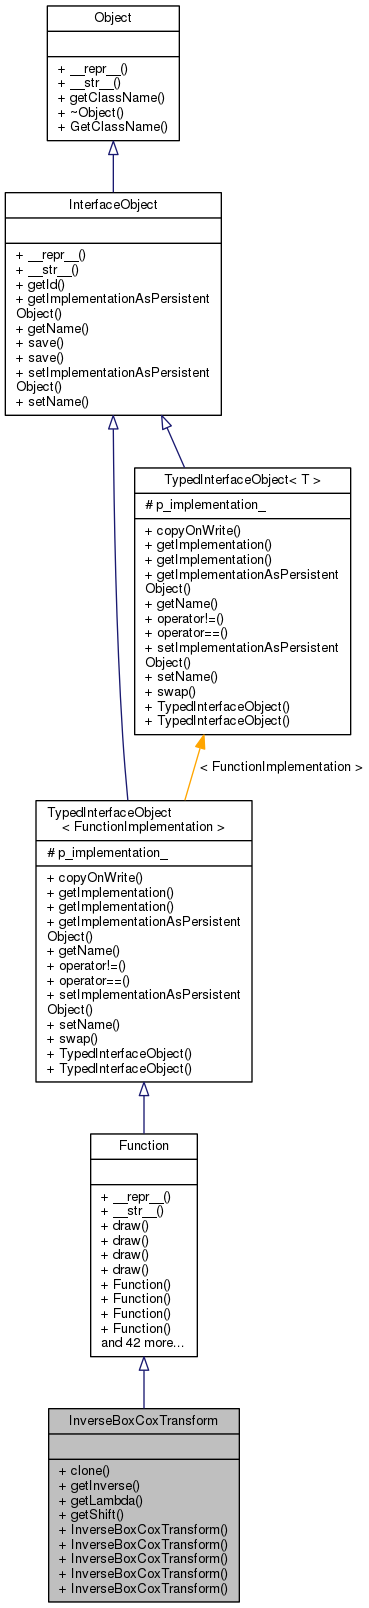 Object
+ __repr__()
+ __str__()
+ getClassName()
+ ~Object()
+ GetClassName()
InterfaceObject
+ __repr__()
+ __str__()
+ getId()
+ getImplementationAsPersistent
Object()
+ getName()
+ save()
+ save()
+ setImplementationAsPersistent
Object()
+ setName()
TypedInterfaceObject< T >
# p_implementation_
+ copyOnWrite()
+ getImplementation()
+ getImplementation()
+ getImplementationAsPersistent
Object()
+ getName()
+ operator!=()
+ operator==()
+ setImplementationAsPersistent
Object()
+ setName()
+ swap()
+ TypedInterfaceObject()
+ TypedInterfaceObject()
< FunctionImplementation >
TypedInterfaceObject
< FunctionImplementation >
# p_implementation_
+ copyOnWrite()
+ getImplementation()
+ getImplementation()
+ getImplementationAsPersistent
Object()
+ getName()
+ operator!=()
+ operator==()
+ setImplementationAsPersistent
Object()
+ setName()
+ swap()
+ TypedInterfaceObject()
+ TypedInterfaceObject()
Function
+ __repr__()
+ __str__()
+ draw()
+ draw()
+ draw()
+ draw()
+ Function()
+ Function()
+ Function()
+ Function()
and 42 more...
InverseBoxCoxTransform
+ clone()
+ getInverse()
+ getLambda()
+ getShift()
+ InverseBoxCoxTransform()
+ InverseBoxCoxTransform()
+ InverseBoxCoxTransform()
+ InverseBoxCoxTransform()
+ InverseBoxCoxTransform()